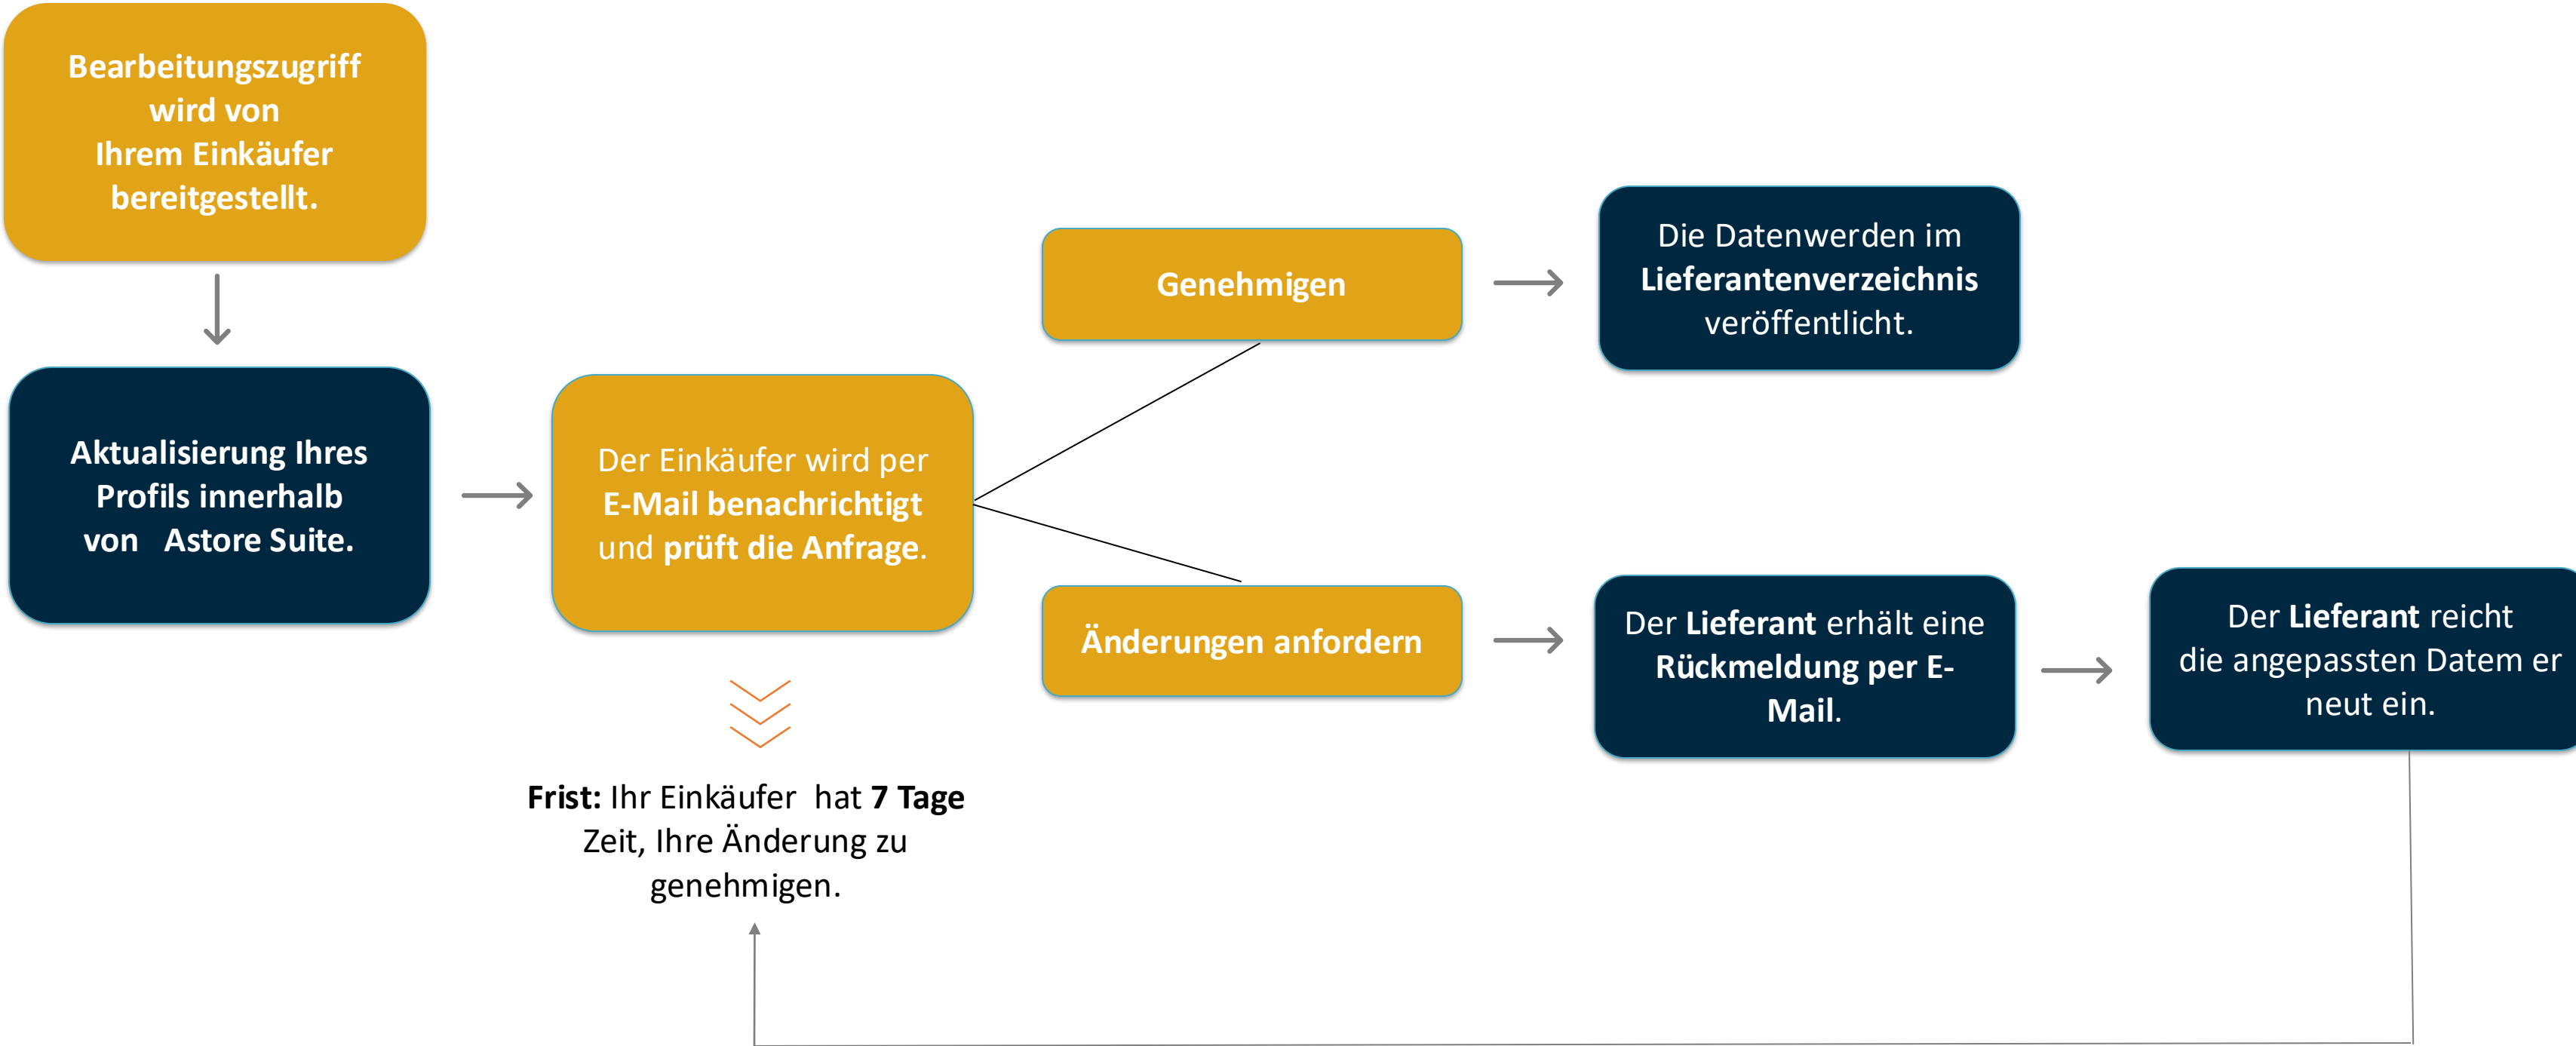 Bearbeitungszugriff
wird von
Ihrem Einkäufer
bereitgestellt.
Aktualisierung Ihres
Profils innerhalb
von Astore Suite.
Der Einkäufer wird per
E-Mail benachrichtigt
und prüft die Anfrage.
Frist: Ihr Einkäufer hat 7 Tage
Zeit, Ihre Änderung zu
genehmigen.
Genehmigen
Die Datenwerden im
Lieferantenverzeichnis
veröffentlicht.
Änderungen anfordern
Der Lieferant erhält eine
Rückmeldung per E-
Mail.
Der Lieferant reicht
die angepassten Datem er
neut ein.